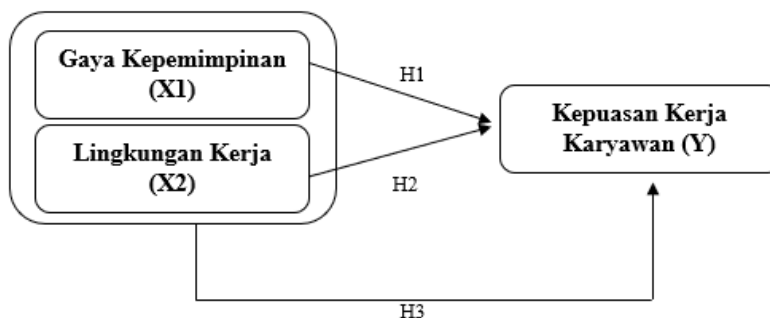 Gaya Kepemimpinan
(X1)
H1
Kepuasan Kerja
Karyawan (Y)
Lingkungan Kerja
(X2)
H2
H3